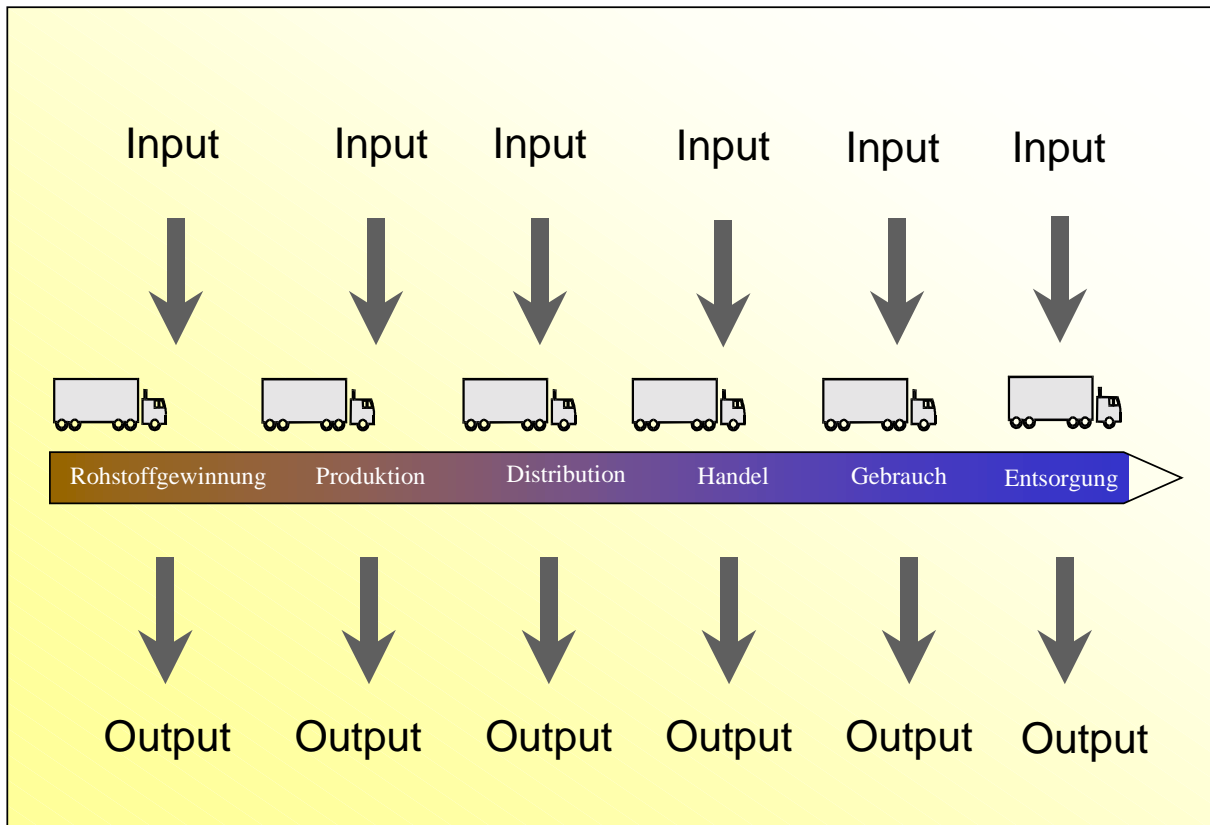 Input Input Input Input Input Input
Rohstoffgewinnung Produktion Distribution Handel Gebrauch Entsorgung
Output Output Output Output Output Output